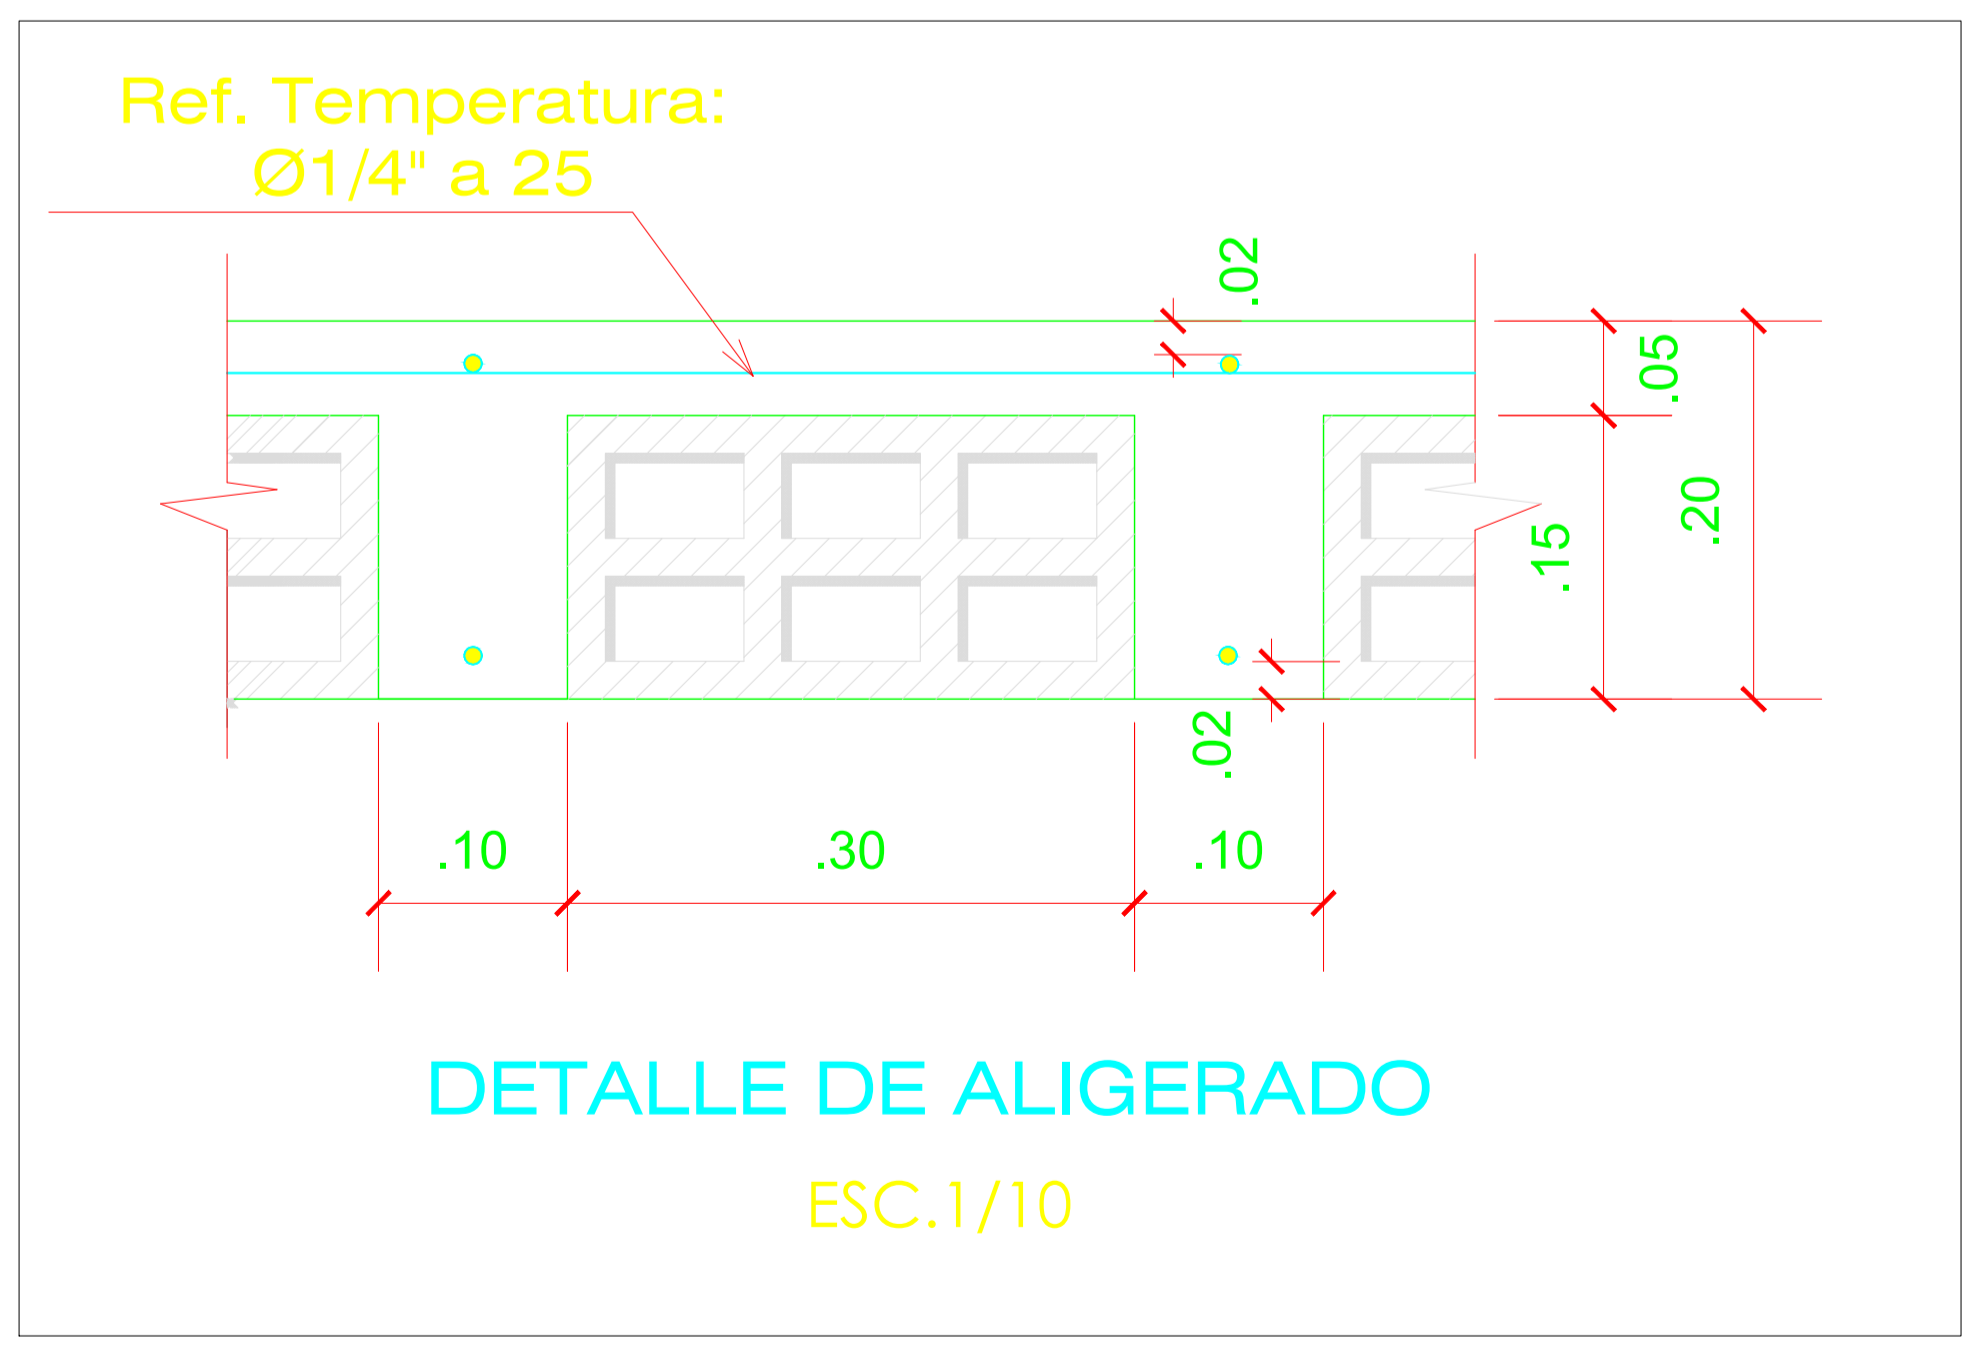 Ref. Temperatura:
Ø1/4" a 25
.02
.05
.20
.15
.02
.10
.30
.10
DETALLE DE ALIGERADO
ESC.1/10